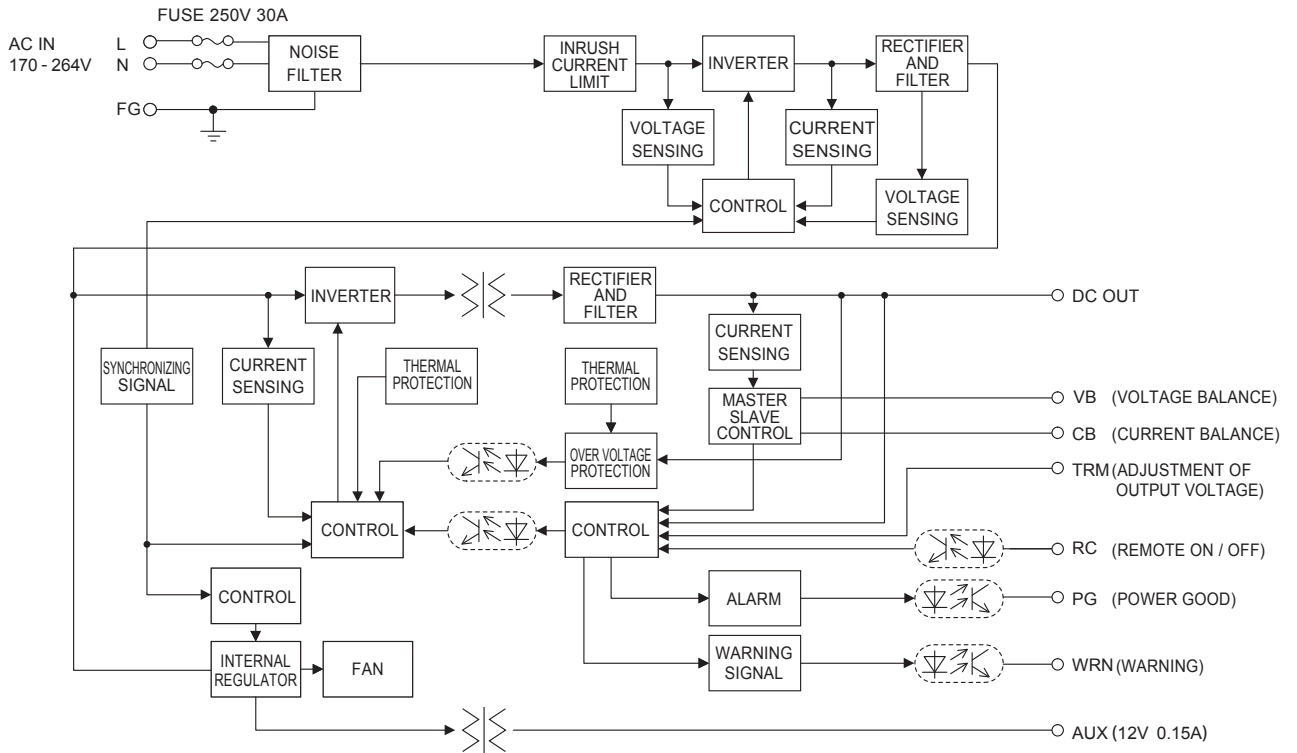 FUSE 250V 30A
AC IN
170 - 264V
L
N
FG
NOISE
FILTER
INRUSH
CURRENT
LIMIT
INVERTER
RECTIFIER
AND
FILTER
VOLTAGE
SENSING
CURRENT
SENSING
CONTROL
VOLTAGE
SENSING
INVERTER
RECTIFIER
AND
FILTER
DC OUT
SYNCHRONIZING
SIGNAL
CURRENT
SENSING
THERMAL
PROTECTION
THERMAL
PROTECTION
CURRENT
SENSING
MASTER
SLAVE
CONTROL
VB (VOLTAGE BALANCE)
CB (CURRENT BALANCE)
OVER VOLTAGE
PROTECTION
TRM (ADJUSTMENT OF
OUTPUT VOLTAGE)
CONTROL
CONTROL
RC (REMOTE ON / OFF)
CONTROL
ALARM
PG (POWER GOOD)
INTERNAL
REGULATOR
FAN
WARNING
SIGNAL
WRN (WARNING)
AUX (12V 0.15A)